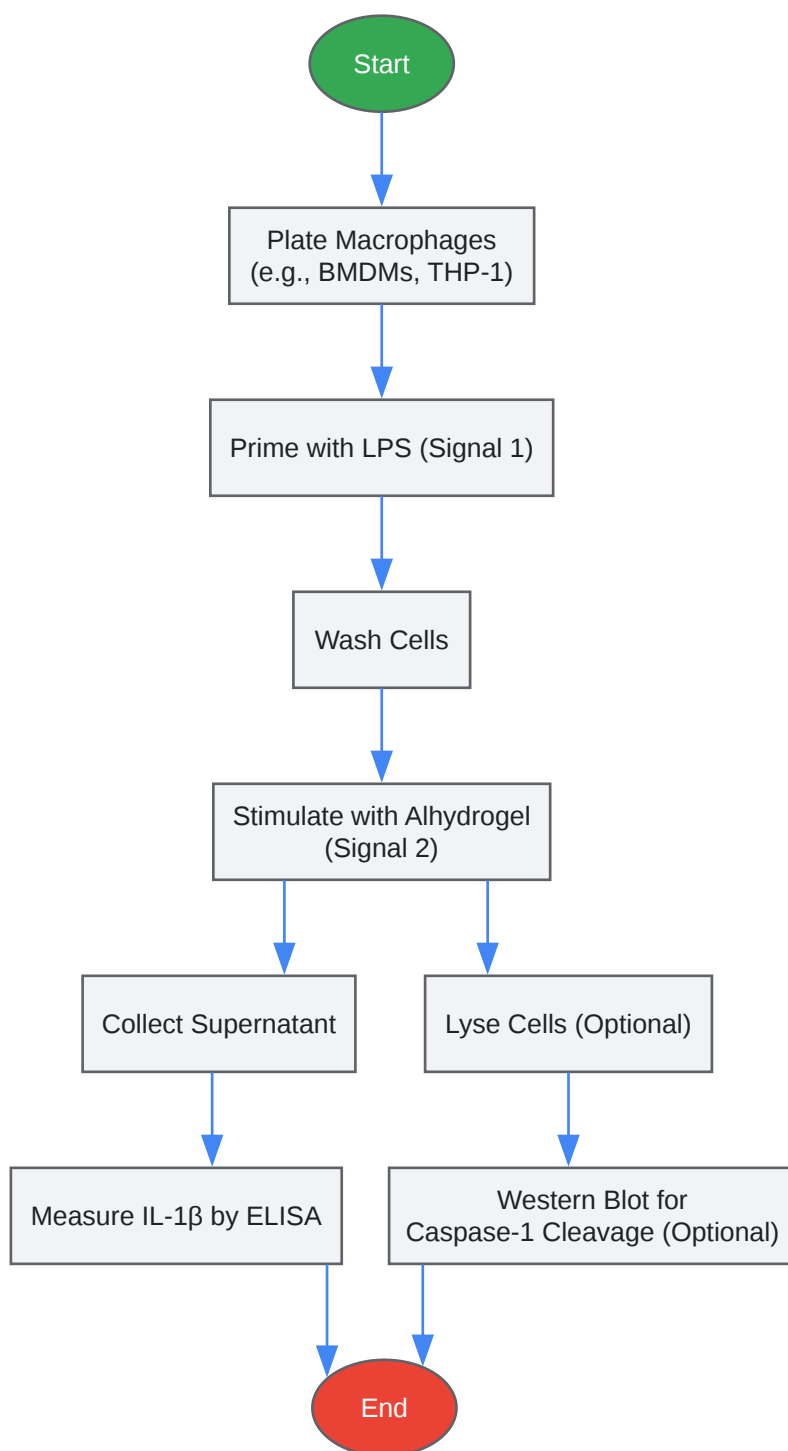 Start
Plate Macrophages
(e.g., BMDMs, THP-1)
Prime with LPS (Signal 1)
Wash Cells
Stimulate with Alhydrogel
(Signal 2)
Collect Supernatant
Lyse Cells (Optional)
Measure IL-1β by ELISA
Western Blot for
Caspase-1 Cleavage (Optional)
End